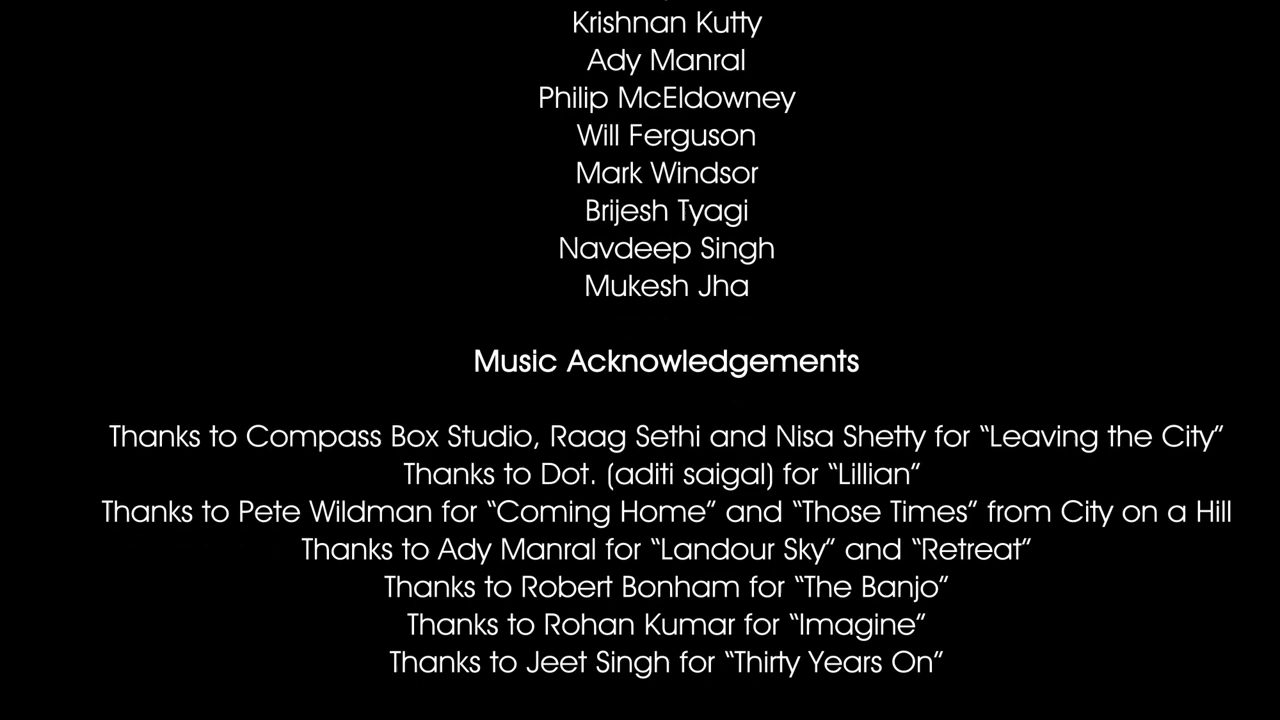 Krishnan Kutty
Ady Manral
Philip McEldowney
Will Ferguson
Mark Windsor
Brijesh Tyagi
Navdeep Singh
Mukesh Jha
Music Acknowledgements
Thanks to Compass Box Studio, Raag Sethi and Nisa Shetty for “Leaving the City”
Thanks to Dot. (aditi saigal) for “Lillian”
Thanks to Pete Wildman for “Coming Home” and “Those Times” from City on a Hill
Thanks to Ady Manral for “Landour Sky” and “Retreat”
Thanks to Robert Bonham for “The Banjo”
Thanks to Rohan Kumar for “Imagine”
Thanks to Jeet Singh for “Thirty Years On”